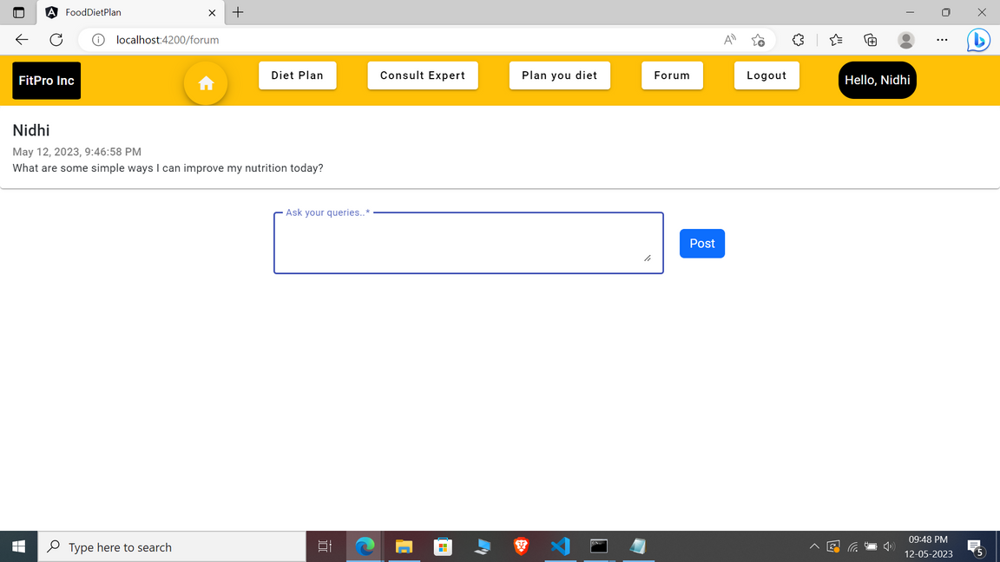 FoodDietPlan
localhost:4200/forum
FitPro Inc
Diet Plan
Consult Expert
Plan you diet
Forum
Logout
Hello, Nidhi
Nidhi
May 12, 2023, 9:46:58 PM
What are some simple ways I can improve my nutrition today?
Ask your queries..*
Post
Type here to search
09:48 PM
12-05-2023
5